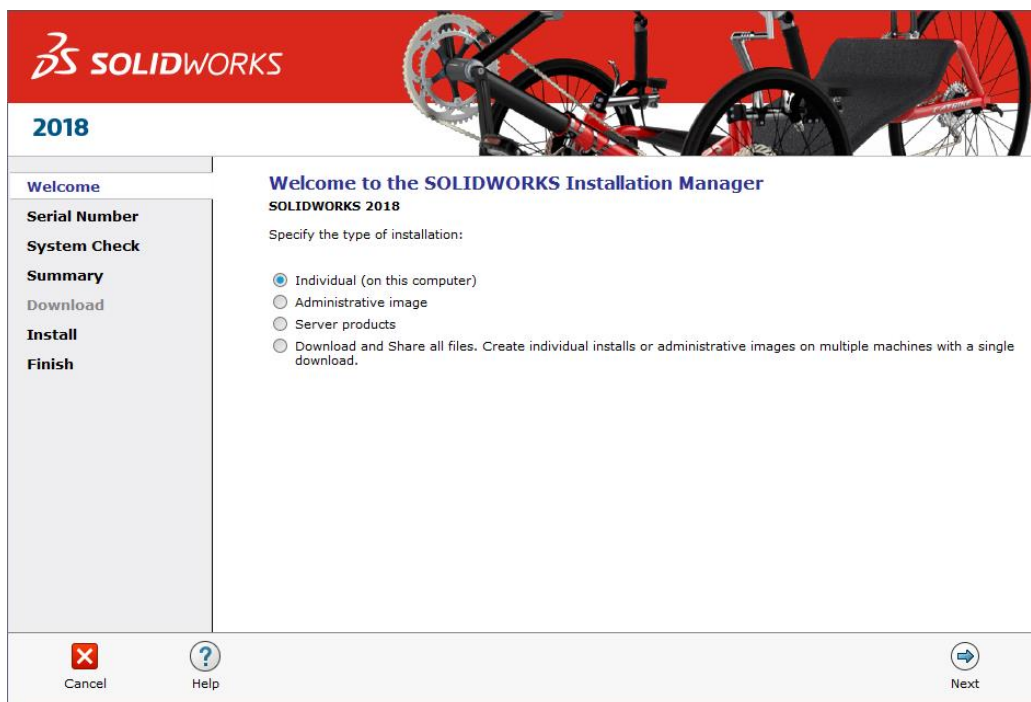 SOLIDWORKS
2018
Welcome
Serial Number
System Check
Summary
Download
Install
Finish
Welcome to the SOLIDWORKS Installation Manager
SOLIDWORKS 2018
Specify the type of installation:
Individual (on this computer)
Administrative image
Server products
Download and Share all files. Create individual installs or administrative images on multiple machines with a single
download.
Cancel
Help
Next